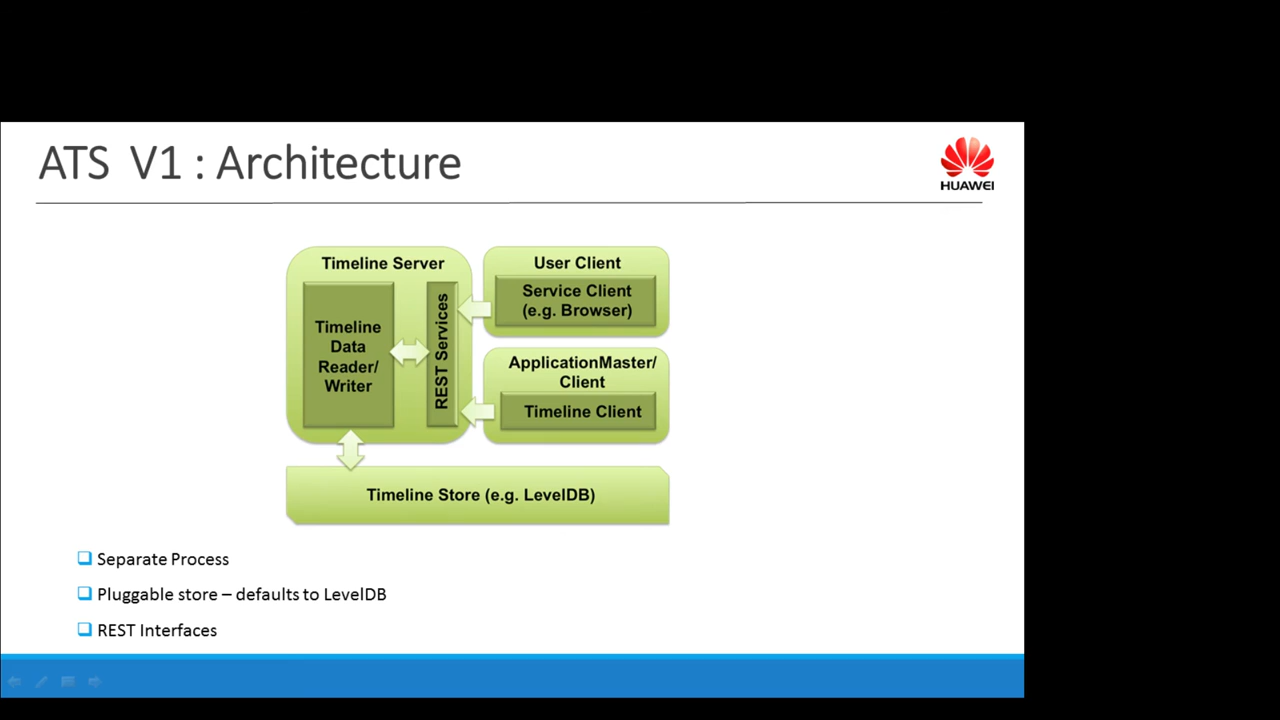 ATS V1 : Architecture
HUAWEI
Timeline Server
Timeline
Data
Reader/
Writer
REST Services
User Client
Service Client
(e.g. Browser)
ApplicationMaster/
Client
Timeline Client
Timeline Store (e.g. LevelDB)
Separate Process
Pluggable store – defaults to LevelDB
REST Interfaces